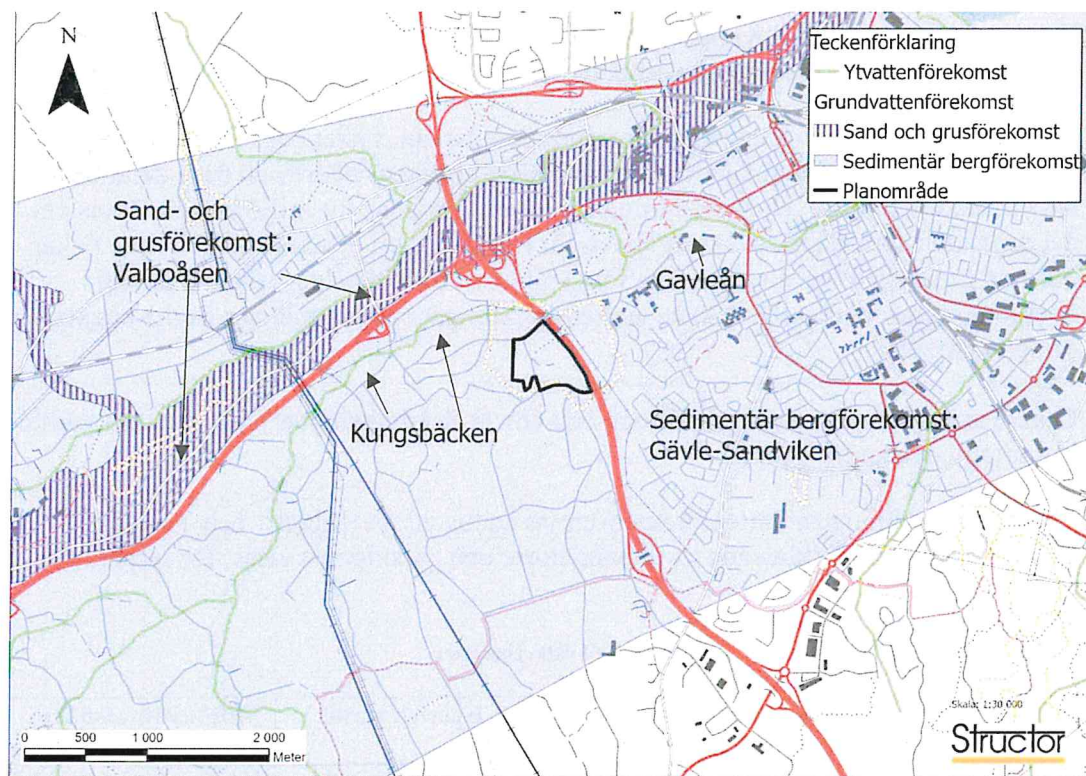 N
Teckenförklaring
Ytvattenförekomst
Grundvattenförekomst
Sand och grusförekomst
Sedimentär bergförekomst
Planområde
Sand- och
grusförekomst :
Valboåsen
Gavleån
Kungsbäcken
Sedimentär bergförekomst:
Gävle-Sandviken
Skala: 1:30 000
Structor
0 500 1 000 2 000
Meter